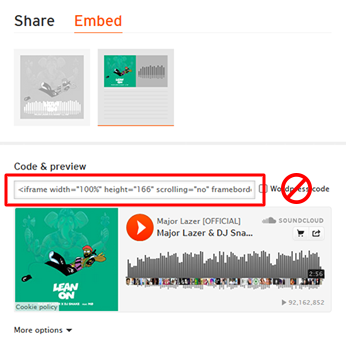 Share Embed
Code & preview
<iframe width="100%" height="166" scrolling="no" framebord
Wordpress code
Major Lazer [OFFICIAL]
SOUNDCLOUD
Major Lazer & DJ Sna...
LEAN
ON
2:56
Cookie policy
92,162,852
More options